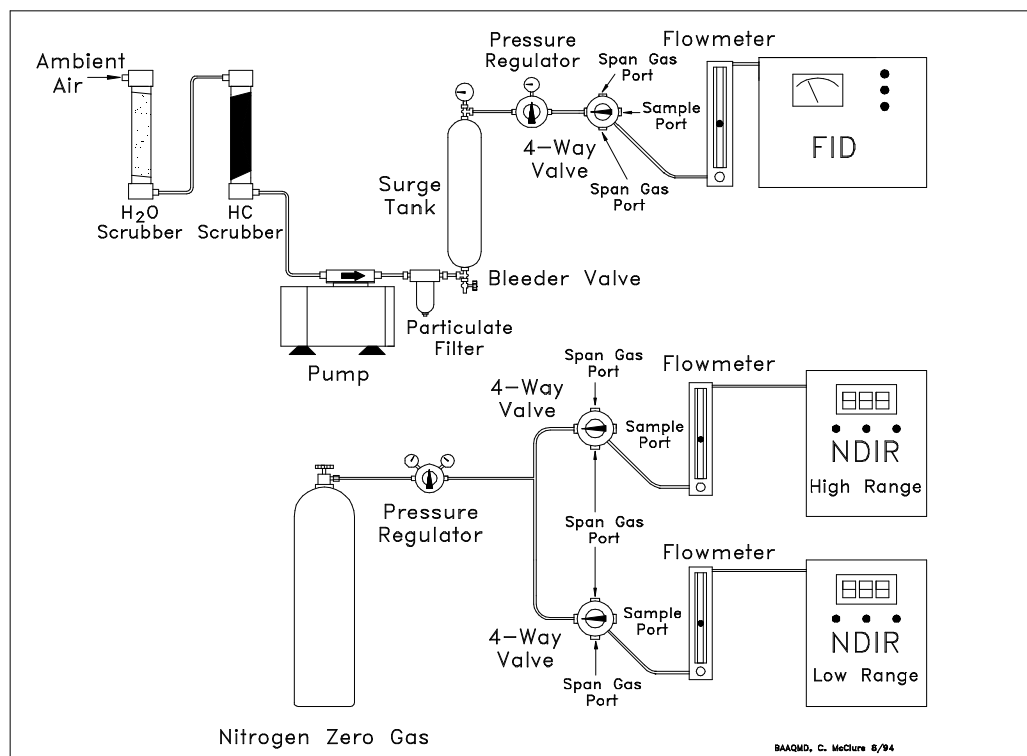 Ambient
Air
H2O
Scrubber
HC
Scrubber
Pump
Particulate
Filter
Surge
Tank
Bleeder Valve
Pressure
Regulator
Span Gas
Port
4-Way
Valve
Sample
Port
Span Gas
Port
Flowmeter
FID
Nitrogen Zero Gas
Pressure
Regulator
4-Way
Valve
Span Gas
Port
Sample
Port
Flowmeter
NDIR
High Range
Span Gas
Port
4-Way
Valve
Sample
Port
Span Gas
Port
Flowmeter
NDIR
Low Range
BAAQMD, C. McClure 8/94